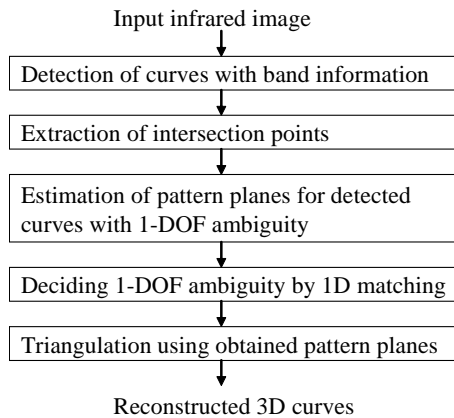 Input infrared image
Detection of curves with band information
Extraction of intersection points
Estimation of pattern planes for detected
curves with 1-DOF ambiguity
Deciding 1-DOF ambiguity by 1D matching
Triangulation using obtained pattern planes
Reconstructed 3D curves